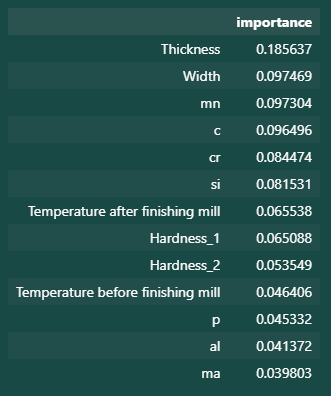 importance
Thickness 0.185637
Width 0.097469
mn 0.097304
c 0.096496
cr 0.084474
si 0.081531
Temperature after finishing mill 0.065538
Hardness_1 0.065088
Hardness_2 0.053549
Temperature before finishing mill 0.046406
p 0.045332
al 0.041372
ma 0.039803